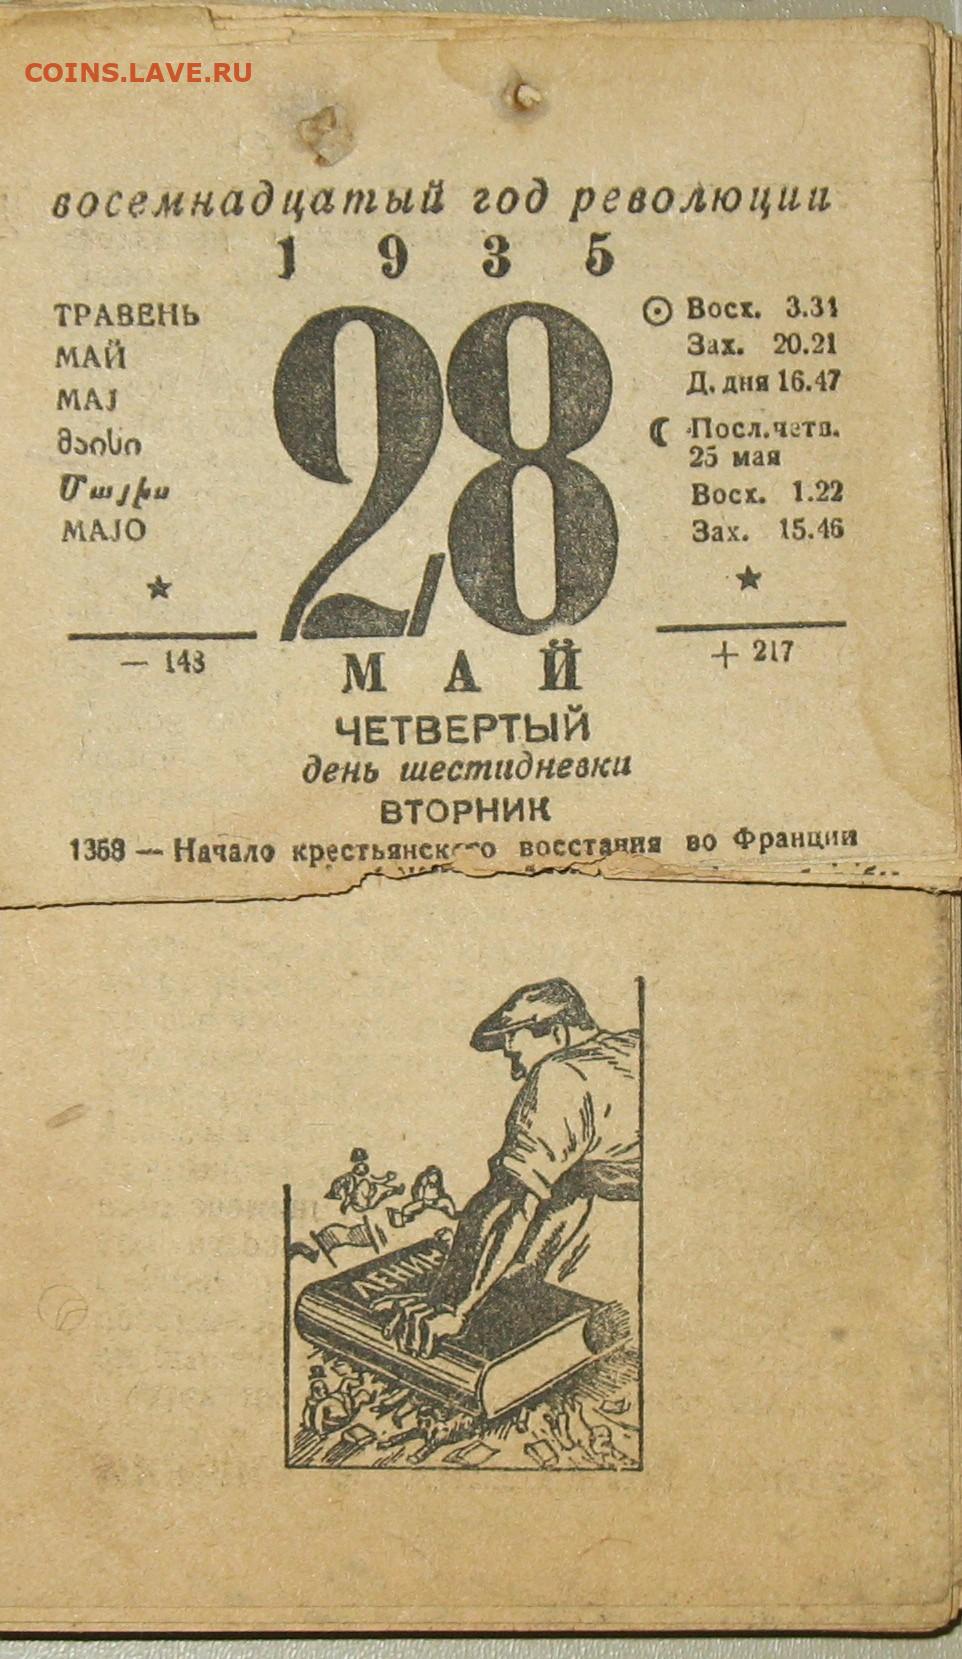 COINS.LAVE.RU
восемнадцатый год революции
1935
ТРАВЕНЬ
МАЙ
MAJ
მაისი
Մայիս
MAJO
28
Восх. 3.31
Зах. 20.21
Д. дня 16.47
Посл.четв.
25 мая
Восх. 1.22
Зах. 15.46
— 148
+ 217
МАЙ
ЧЕТВЕРТЫЙ
день шестидневки
ВТОРНИК
1358 — Начало крестьянского восстания во Франции
ЛЕНИН